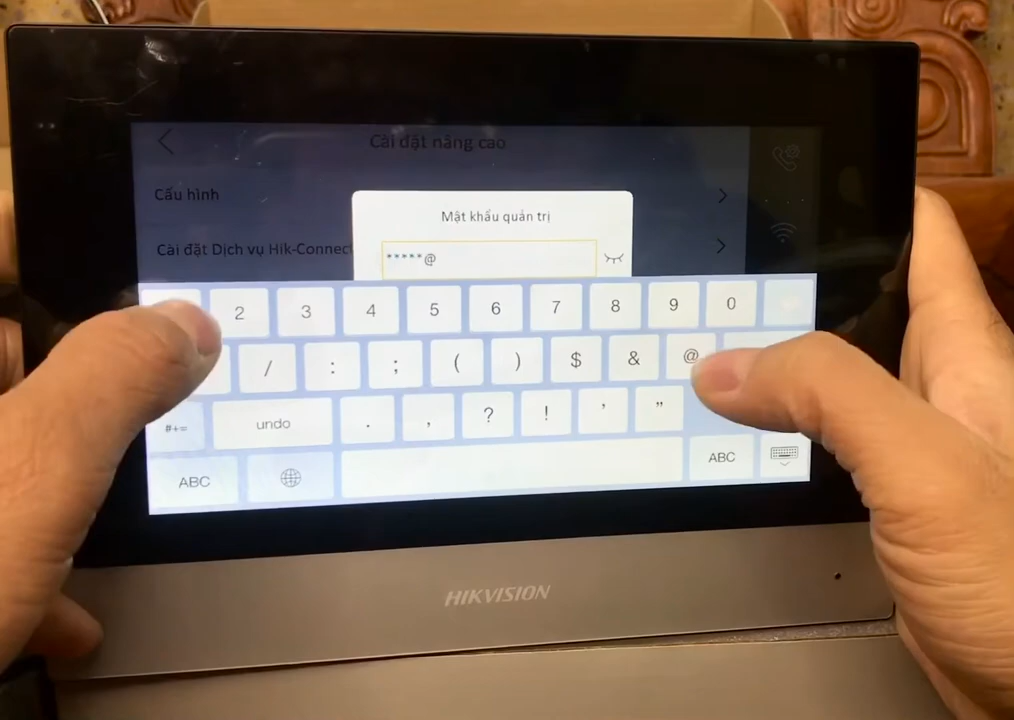 Cài đặt nâng cao
Cấu hình
Mật khẩu quản trị
Cài đặt Dịch vụ Hik-Connect
*****@
2 3 4 5 6 7 8 9 0
/ : ; ( ) $ & @
#+= undo . , ? ! ’ ”
ABC ABC
HIKVISION